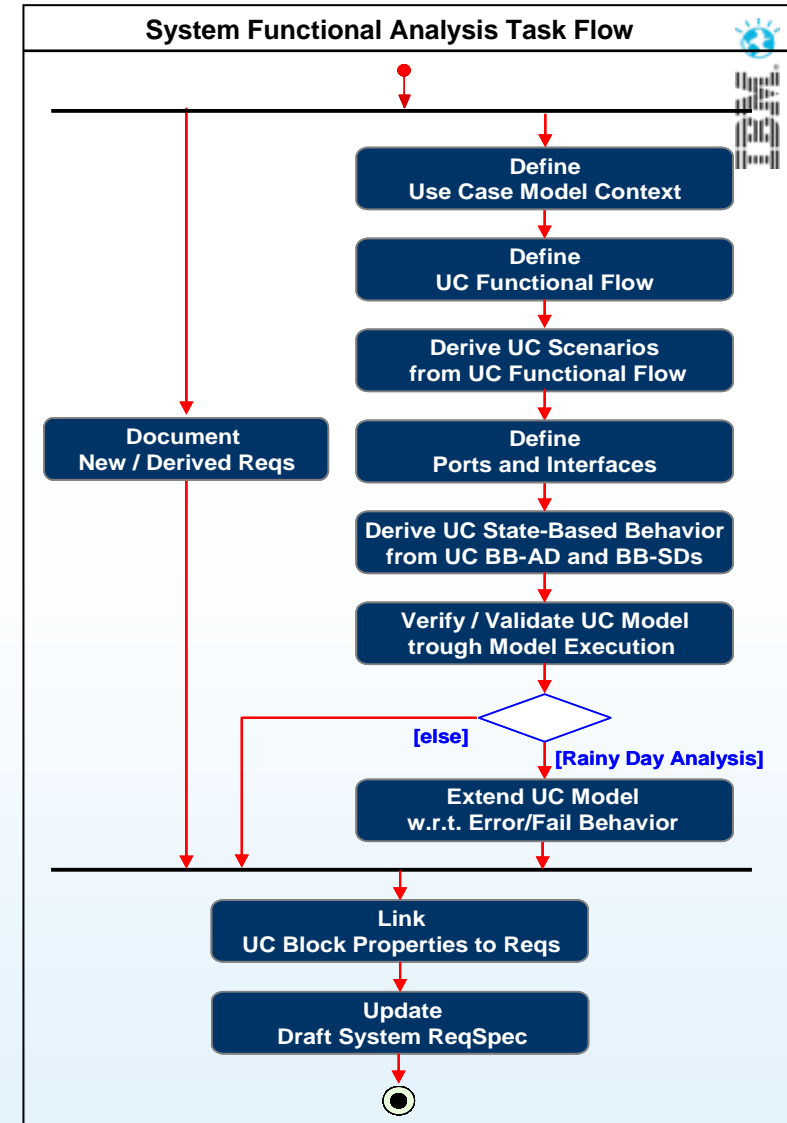 System Functional Analysis Task Flow
IBM.
Define
Use Case Model Context
Define
UC Functional Flow
Derive UC Scenarios
from UC Functional Flow
Document
New / Derived Reqs
Define
Ports and Interfaces
Derive UC State-Based Behavior
from UC BB-AD and BB-SDs
Verify / Validate UC Model
trough Model Execution
[else]
[Rainy Day Analysis]
Extend UC Model
w.r.t. Error/Fail Behavior
Link
UC Block Properties to Reqs
Update
Draft System ReqSpec